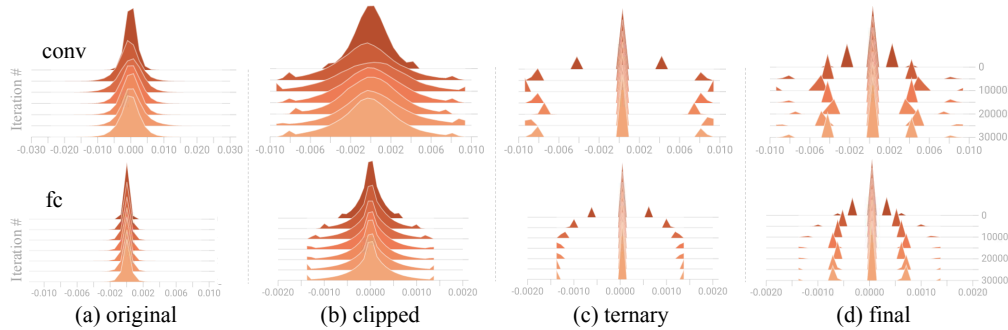 conv
Iteration #
0
10000
20000
30000
-0.030 -0.020 -0.010 0.000 0.010 0.020 0.030
-0.010 -0.006 -0.002 0.002 0.006 0.010
-0.010 -0.006 -0.002 0.002 0.006 0.010
-0.010 -0.006 -0.002 0.002 0.006 0.010
fc
Iteration #
0
10000
20000
30000
-0.010 -0.006 -0.002 0.002 0.006 0.010
-0.0020 -0.0010 0.0000 0.0010 0.0020
-0.0020 -0.0010 0.0000 0.0010 0.0020
-0.0020 -0.0010 0.0000 0.0010 0.0020
(a) original (b) clipped (c) ternary (d) final